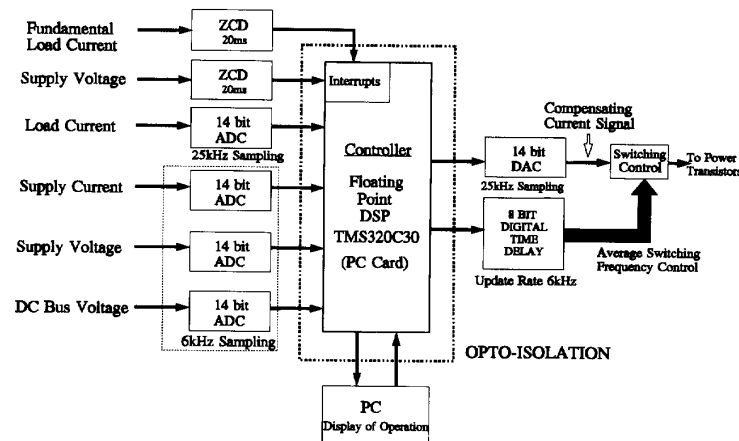 Fundamental
Load Current
ZCD
20ms
Supply Voltage
ZCD
20ms
Interrupts
Load Current
14 bit
ADC
25kHz Sampling
Supply Current
14 bit
ADC
Supply Voltage
14 bit
ADC
DC Bus Voltage
14 bit
ADC
6kHz Sampling
Controller
Floating
Point
DSP
TMS320C30
(PC Card)
Compensating
Current Signal
14 bit
DAC
25kHz Sampling
Switching
Control
To Power
Transistors
8 BIT
DIGITAL
TIME
DELAY
Update Rate 6kHz
Average Switching
Frequency Control
OPTO-ISOLATION
PC
Display of Operation